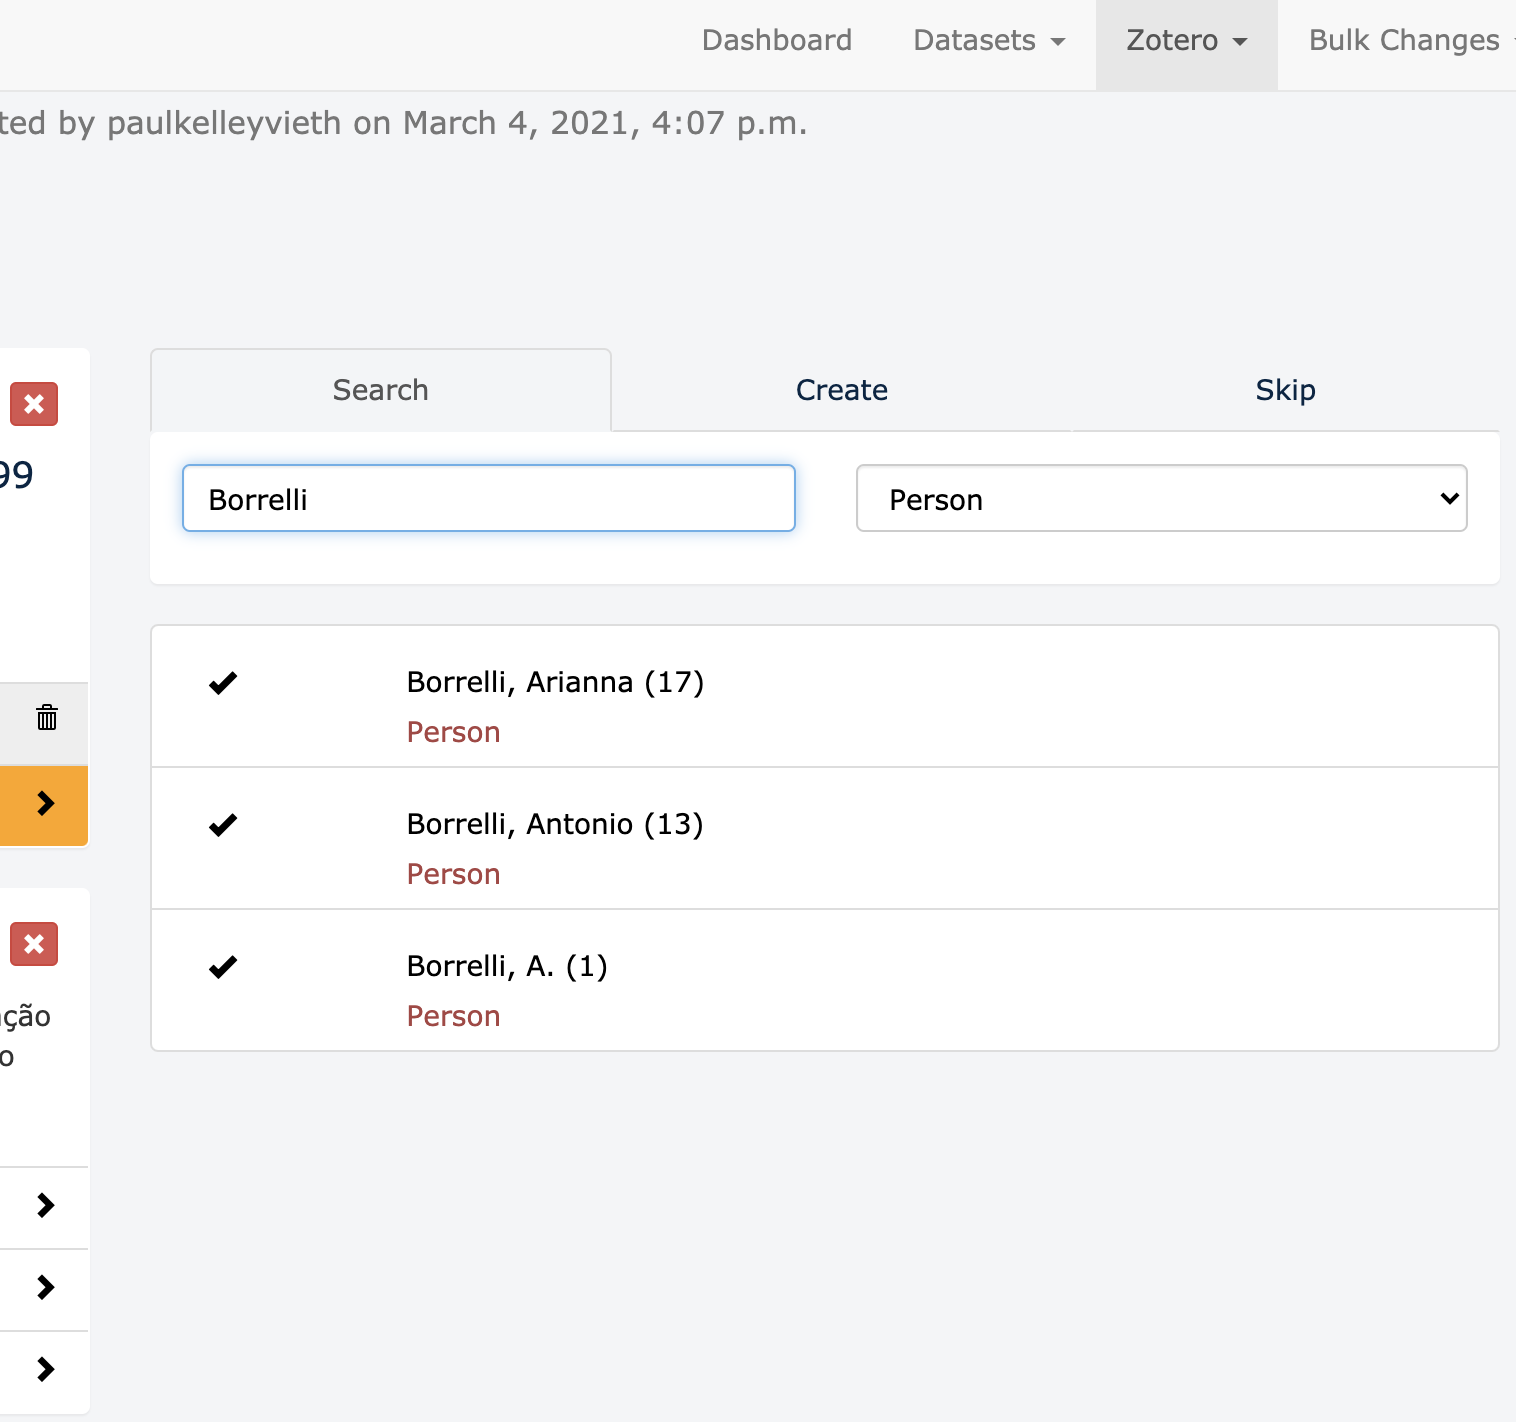 Dashboard Datasets Zotero Bulk Changes
ted by paulkelleyvieth on March 4, 2021, 4:07 p.m.
99
Search Create Skip
Borrelli Person
Borrelli, Arianna (17)
Person
Borrelli, Antonio (13)
Person
Borrelli, A. (1)
Person
ção
o